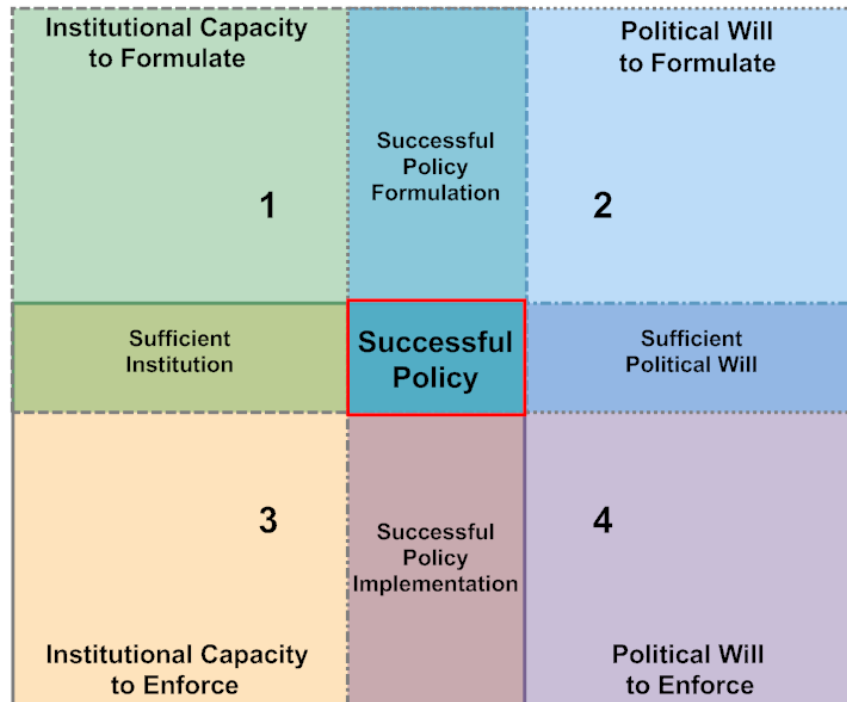 Institutional Capacity
to Formulate
Political Will
to Formulate
Successful
Policy
Formulation
1
2
Sufficient
Institution
Successful
Policy
Sufficient
Political Will
3
4
Successful
Policy
Implementation
Institutional Capacity
to Enforce
Political Will
to Enforce